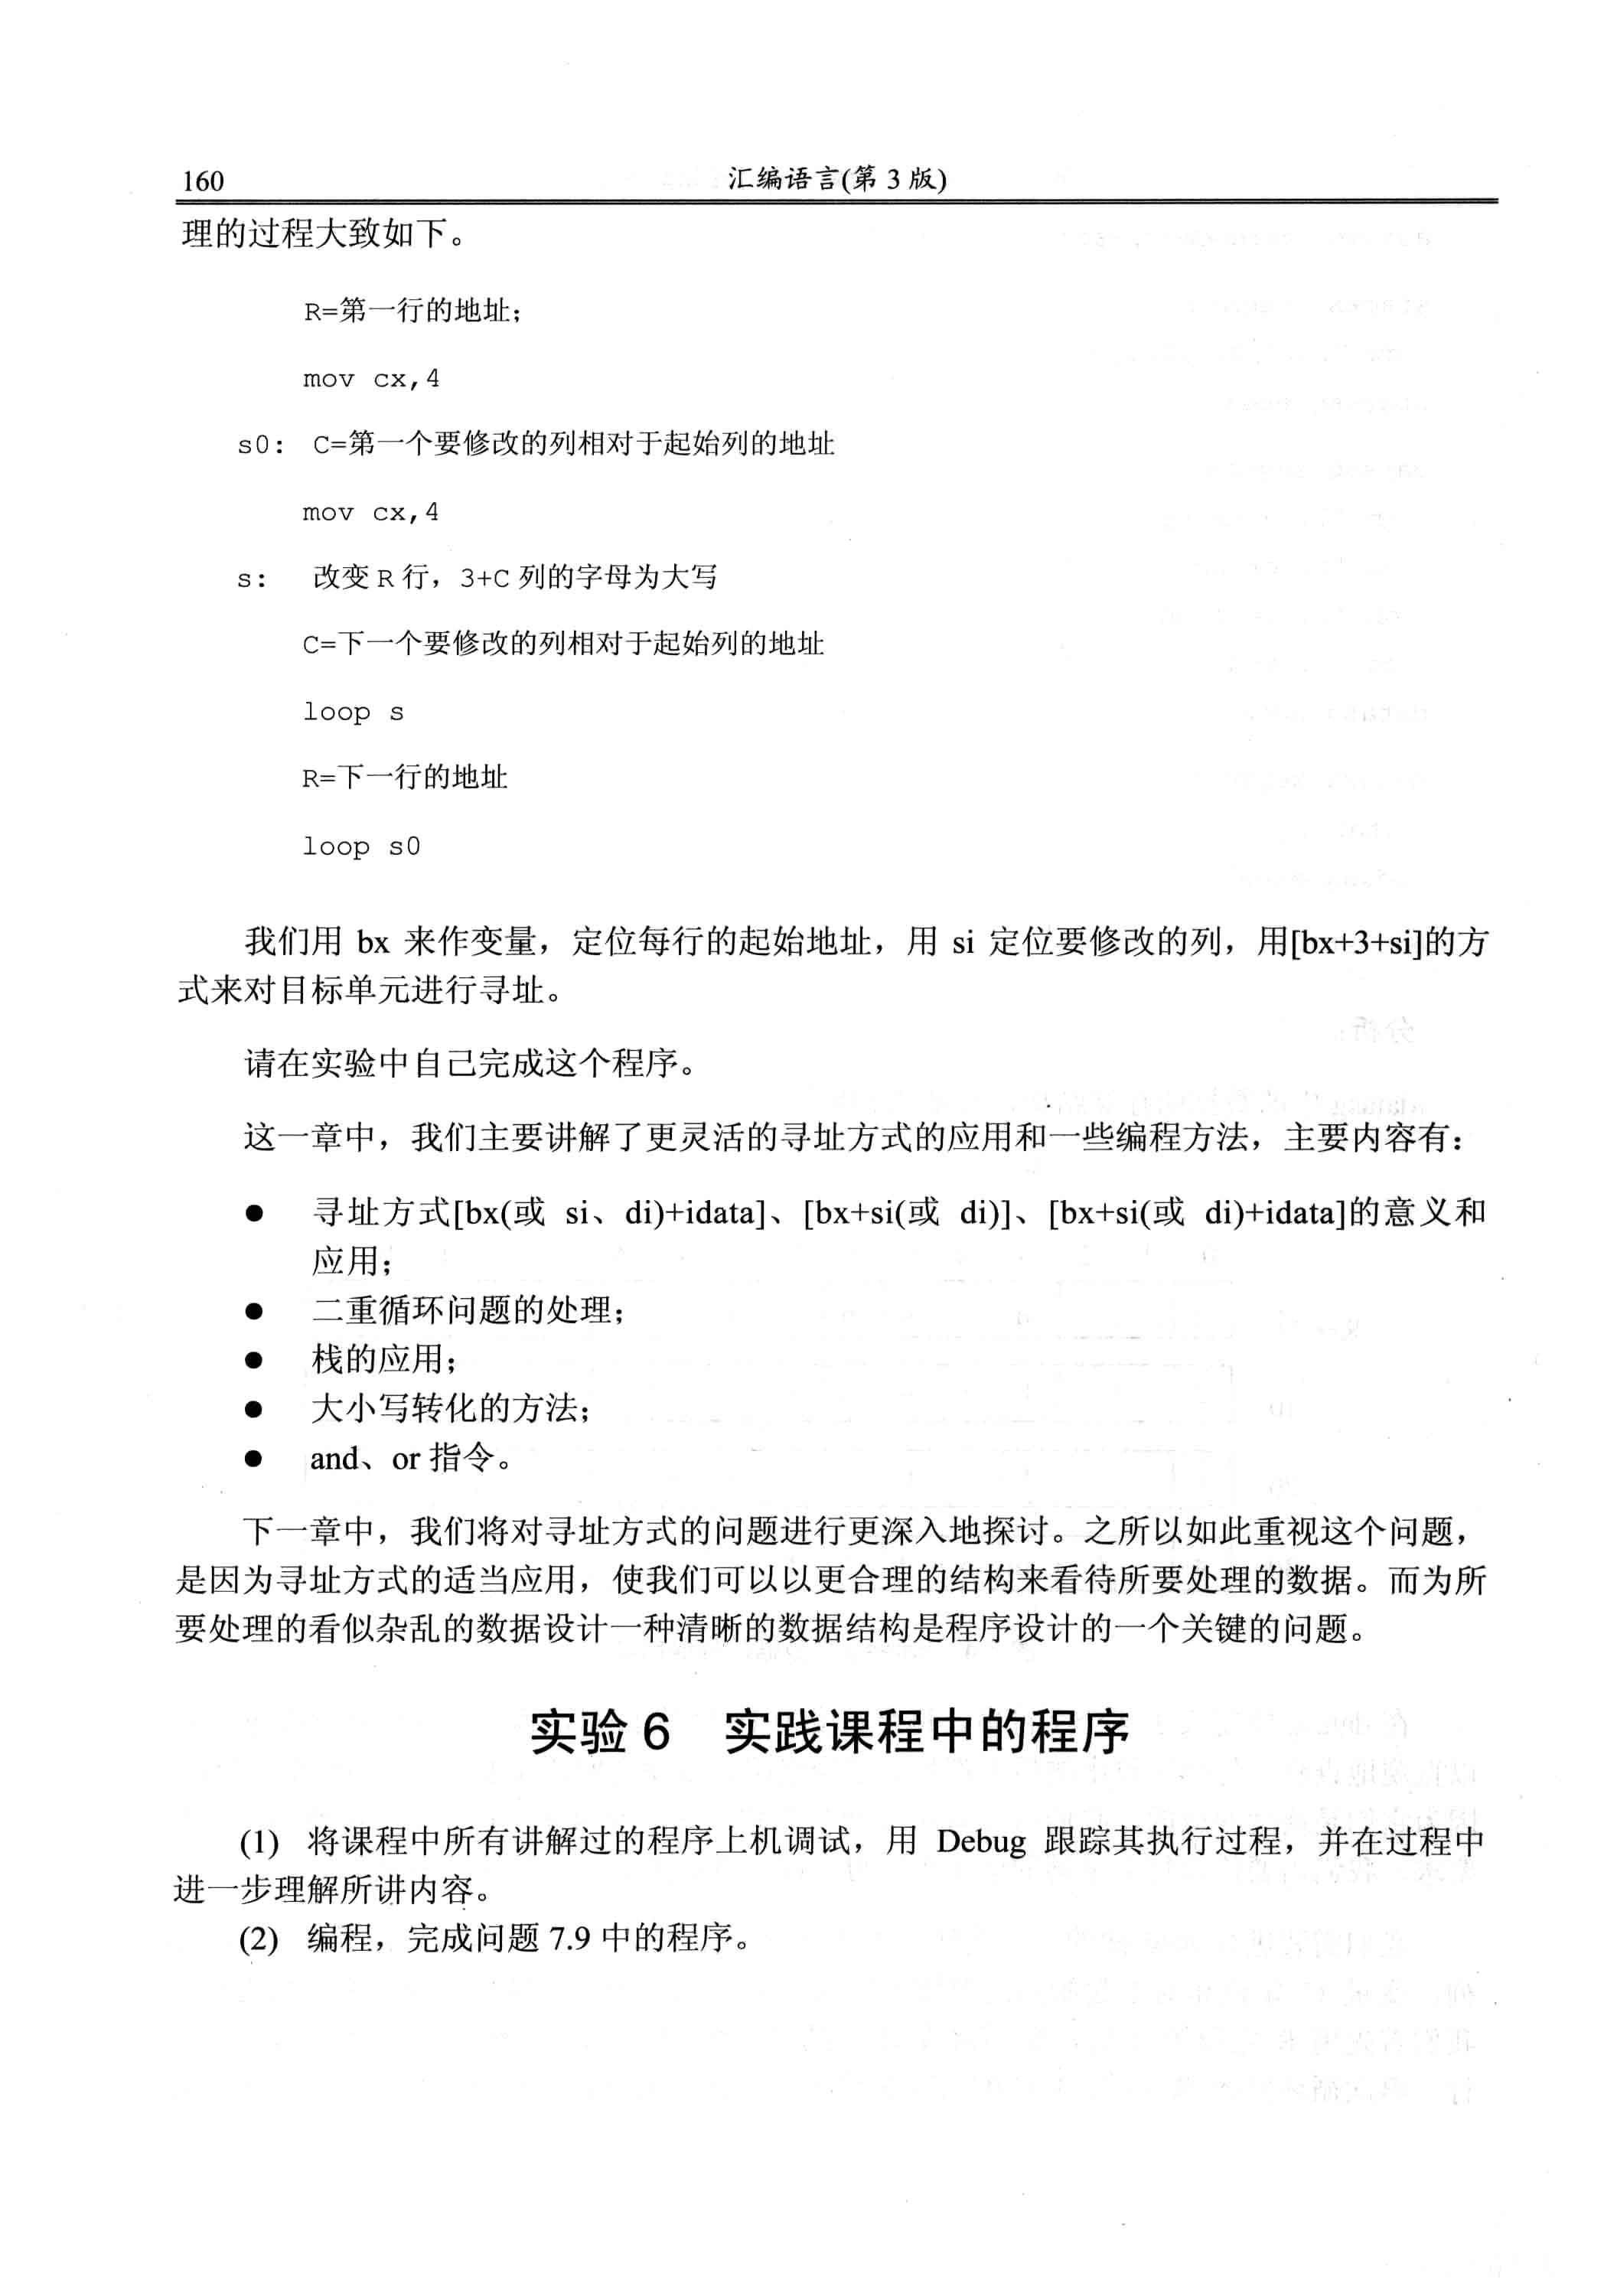 160
汇编语言(第 3 版)
理的过程大致如下。
R=第一行的地址;
mov cx,4
s0: C=第一个要修改的列相对于起始列的地址
mov cx,4
s: 改变 R 行，3+C 列的字母为大写
C=下一个要修改的列相对于起始列的地址
loop s
R=下一行的地址
loop s0
我们用 bx 来作变量，定位每行的起始地址，用 si 定位要修改的列，用[bx+3+si]的方
式来对目标单元进行寻址。
请在实验中自己完成这个程序。
这一章中，我们主要讲解了更灵活的寻址方式的应用和一些编程方法，主要内容有：
● 寻址方式[bx(或 si、di)+idata]、[bx+si(或 di)]、[bx+si(或 di)+idata]的意义和
应用；
● 二重循环问题的处理；
● 栈的应用；
● 大小写转化的方法；
● and、or 指令。
下一章中，我们将对寻址方式的问题进行更深入地探讨。之所以如此重视这个问题，
是因为寻址方式的适当应用，使我们可以以更合理的结构来看待所要处理的数据。而为所
要处理的看似杂乱的数据设计一种清晰的数据结构是程序设计的一个关键的问题。
实验 6 实践课程中的程序
(1) 将课程中所有讲解过的程序上机调试，用 Debug 跟踪其执行过程，并在过程中
进一步理解所讲内容。
(2) 编程，完成问题 7.9 中的程序。